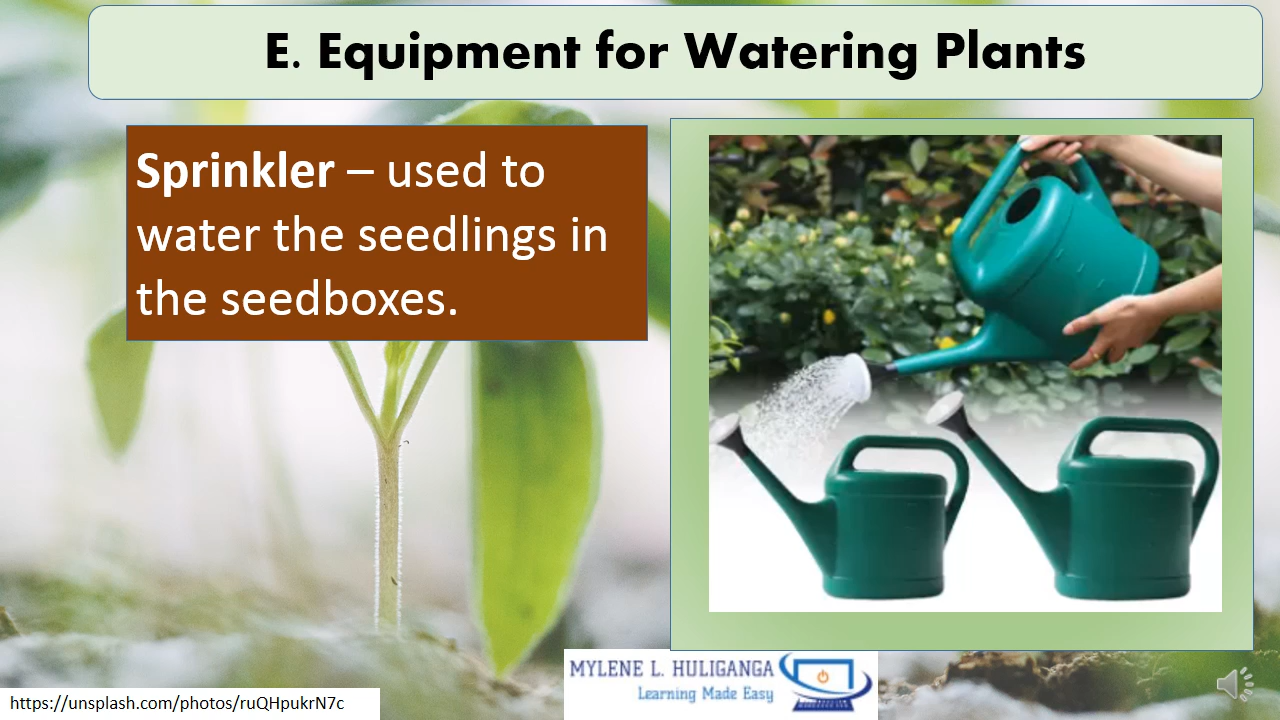 E. Equipment for Watering Plants
Sprinkler – used to
water the seedlings in
the seedboxes.
MYLENE L. HULIGANGA
Learning Made Easy
https://unsplash.com/photos/ruQHpukrN7c